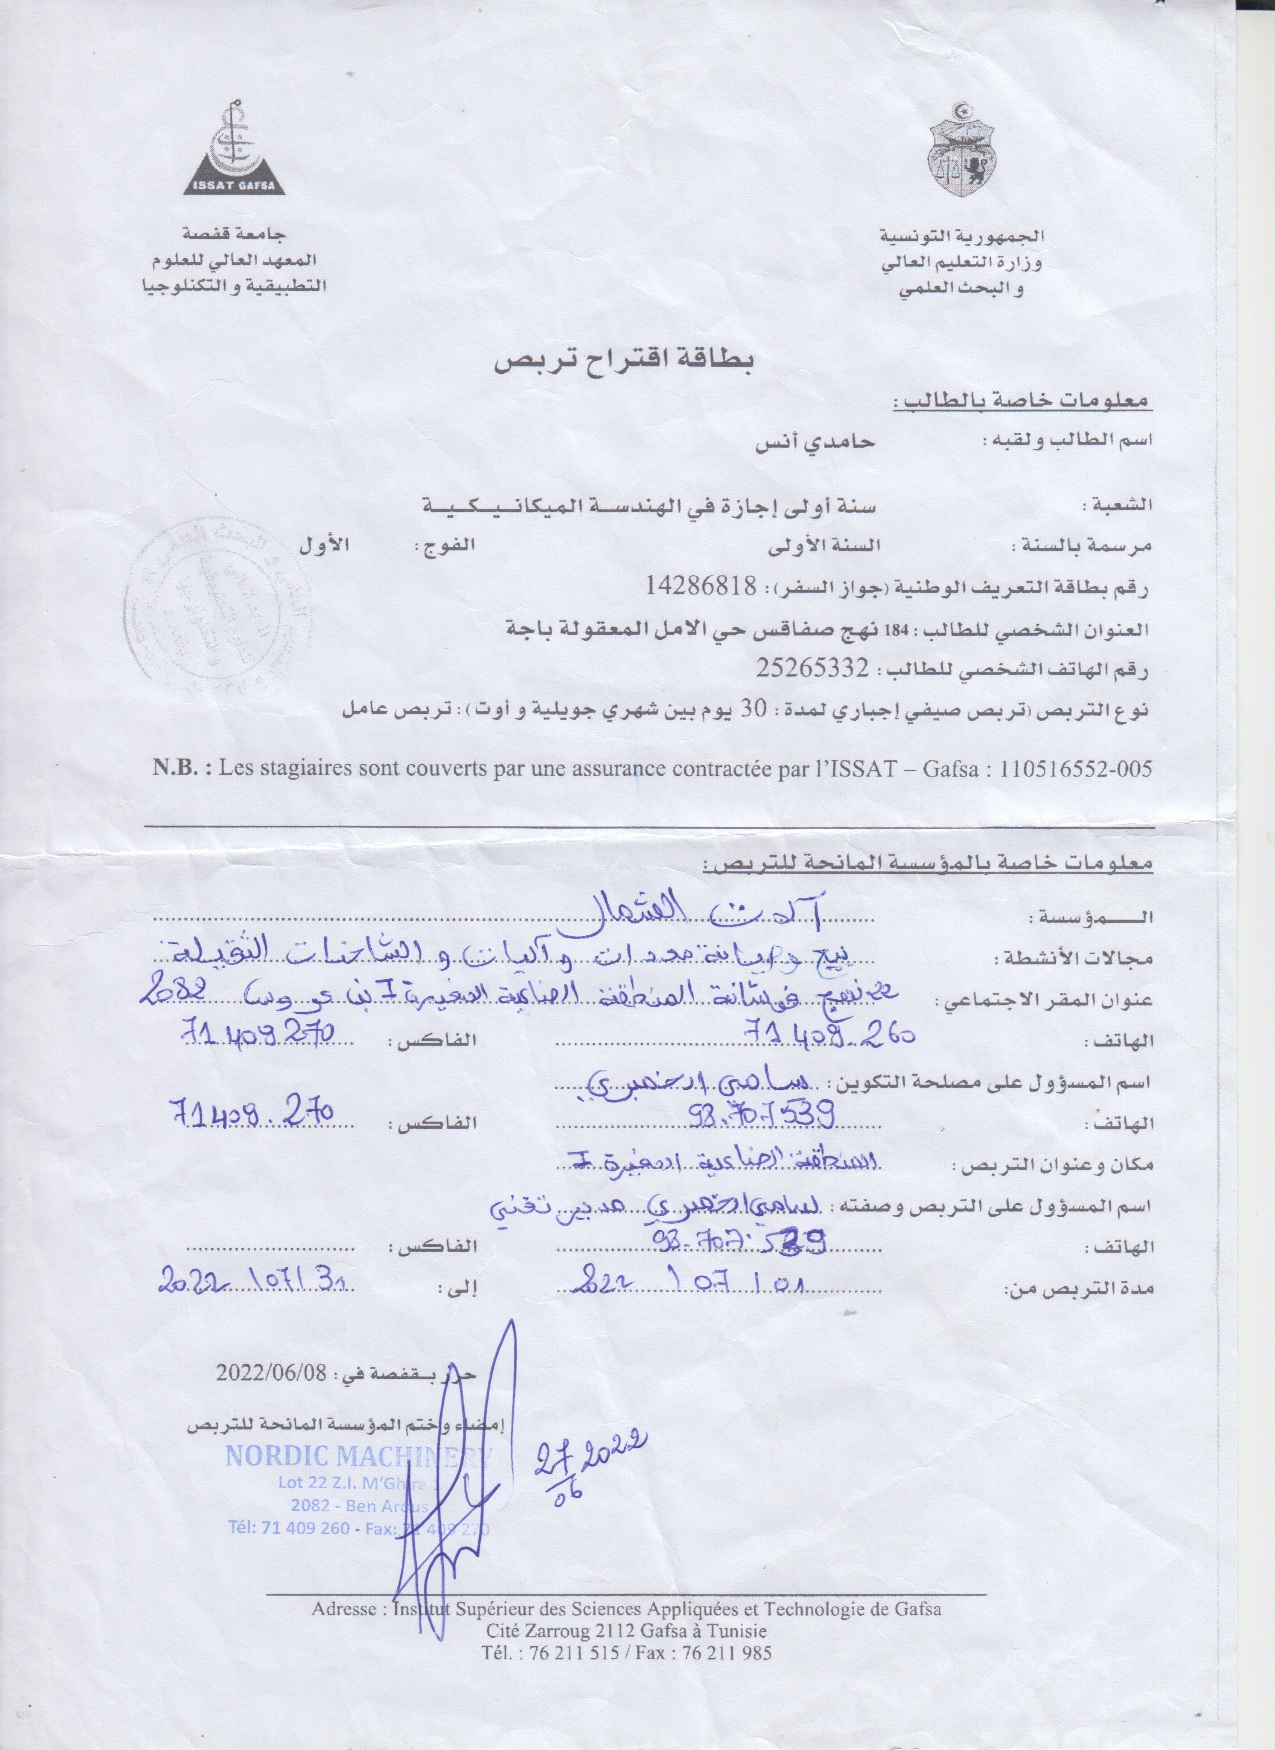 ISSAT GAFSA
الجمهورية التونسية
وزارة التعليم العالي
و البحث العلمي
جامعة قفصة
المعهد العالي للعلوم
التطبيقية و التكنلوجيا
بطاقة اقتراح تربص
معلومات خاصة بالطالب :
اسم الطالب ولقبه : حامدي أنس
الشعبة : سنة أولى إجازة في الهندسة الميكانيكية
مرسمة بالسنة : السنة الأولى الفوج : الأول
رقم بطاقة التعريف الوطنية (جواز السفر) : 14286818
العنوان الشخصي للطالب : 184 نهج صفاقس حي الامل المعقولة باجة
رقم الهاتف الشخصي للطالب : 25265332
نوع التربص (تربص صيفي إجباري لمدة : 30 يوم بين شهري جويلية و أوت) : تربص عامل
N.B. : Les stagiaires sont couverts par une assurance contractée par l'ISSAT – Gafsa : 110516552-005
معلومات خاصة بالمؤسسة المانحة للتربص :
المؤسسة : آلات الشمال
مجالات الأنشطة : بيع وصيانة معدات وآليات و الشاحنات الثقيلة
عنوان المقر الاجتماعي : 22 نهج فوشانة المنطقة الصناعية المغيرة I بن عروس 2082
الهاتف : 71 409 260 الفاكس : 71 409 270
اسم المسؤول على مصلحة التكوين : سامي الخميري
الهاتف : 98.707539 الفاكس : 71409.270
مكان وعنوان التربص : المنطقة الصناعية المغيرة I
اسم المسؤول على التربص وصفته : سامي الخميري مدير تقني
الهاتف : 98.707.539 الفاكس :
مدة التربص من: 01 / 07 / 2022 إلى : 31 / 07 / 2022
حرر بقفصة في : 2022/06/08
إمضاء وختم المؤسسة المانحة للتربص
NORDIC MACHINERY
Lot 22 Z.I. M'Ghira
2082 - Ben Arous
Tél: 71 409 260 - Fax: 71 409 270
27 2022
06
Adresse : Institut Supérieur des Sciences Appliquées et Technologie de Gafsa
Cité Zarroug 2112 Gafsa à Tunisie
Tél. : 76 211 515 / Fax : 76 211 985